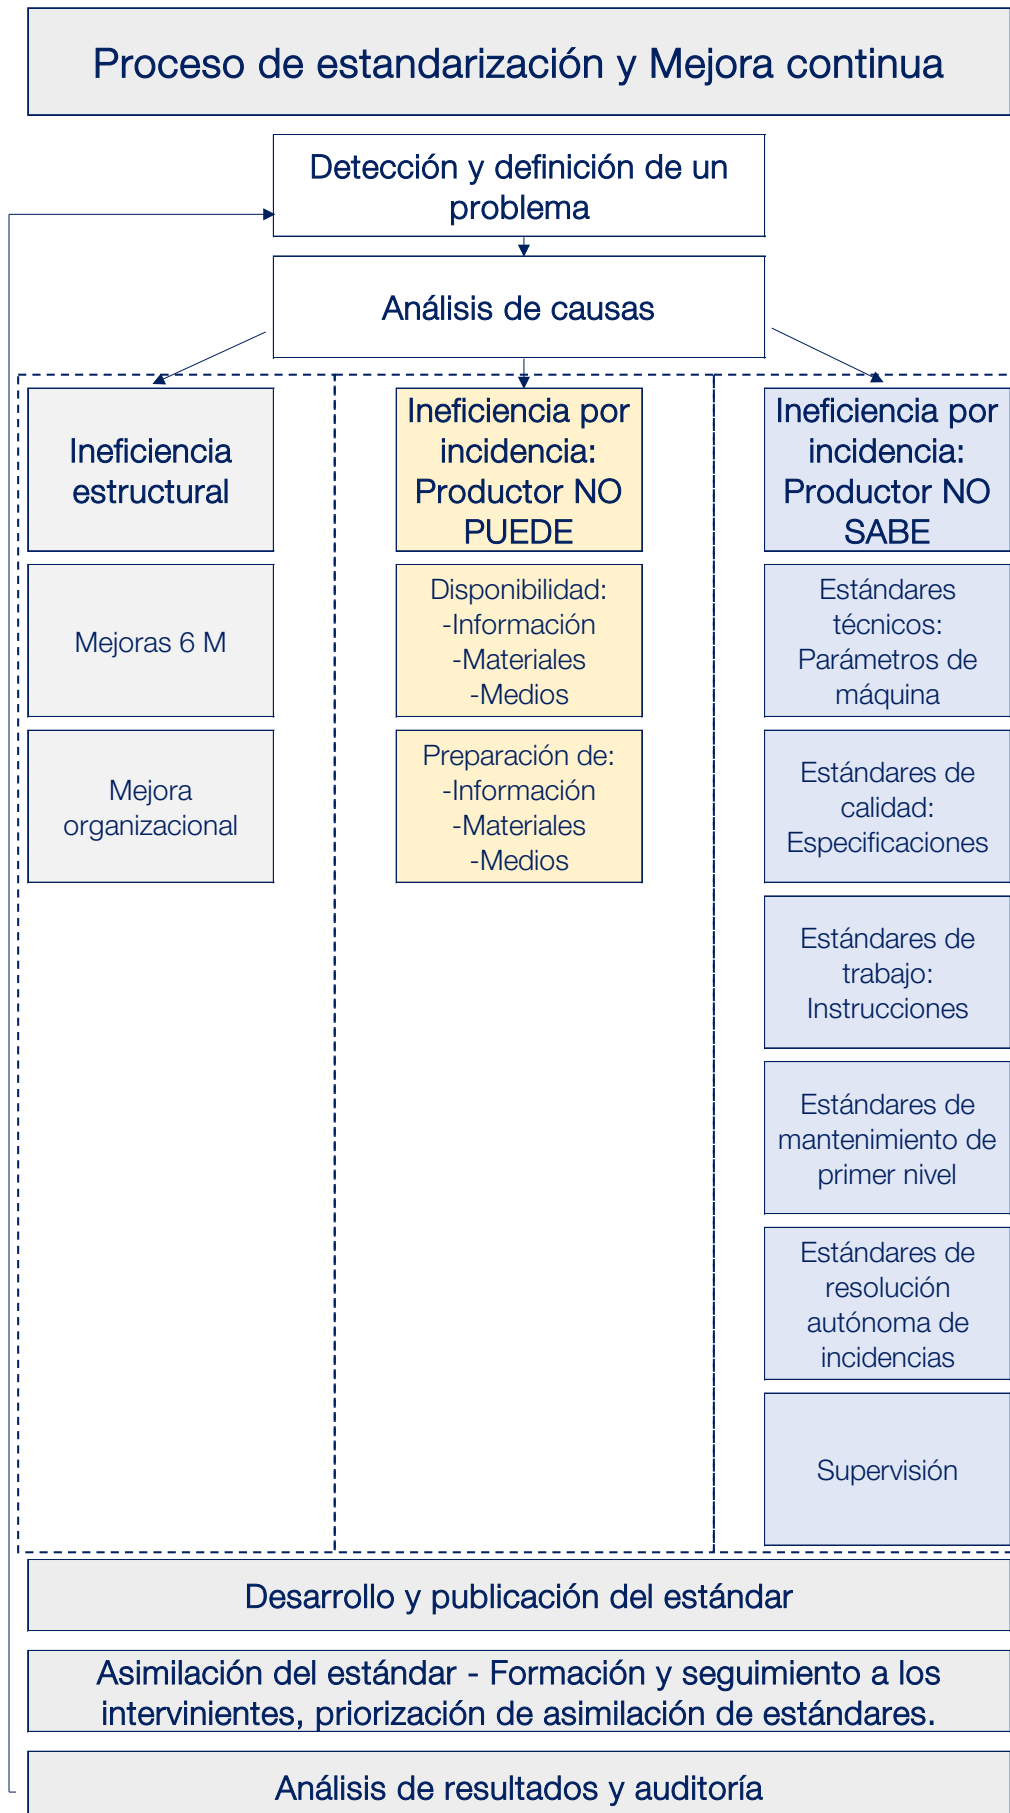 Proceso de estandarización y Mejora continua
Detección y definición de un
problema
Análisis de causas
Ineficiencia
estructural
Mejoras 6 M
Mejora
organizacional
Ineficiencia por
incidencia:
Productor NO
PUEDE
Disponibilidad:
-Información
-Materiales
-Medios
Preparación de:
-Información
-Materiales
-Medios
Ineficiencia por
incidencia:
Productor NO
SABE
Estándares
técnicos:
Parámetros de
máquina
Estándares de
calidad:
Especificaciones
Estándares de
trabajo:
Instrucciones
Estándares de
mantenimiento de
primer nivel
Estándares de
resolución
autónoma de
incidencias
Supervisión
Desarrollo y publicación del estándar
Asimilación del estándar - Formación y seguimiento a los
intervinientes, priorización de asimilación de estándares.
Análisis de resultados y auditoría